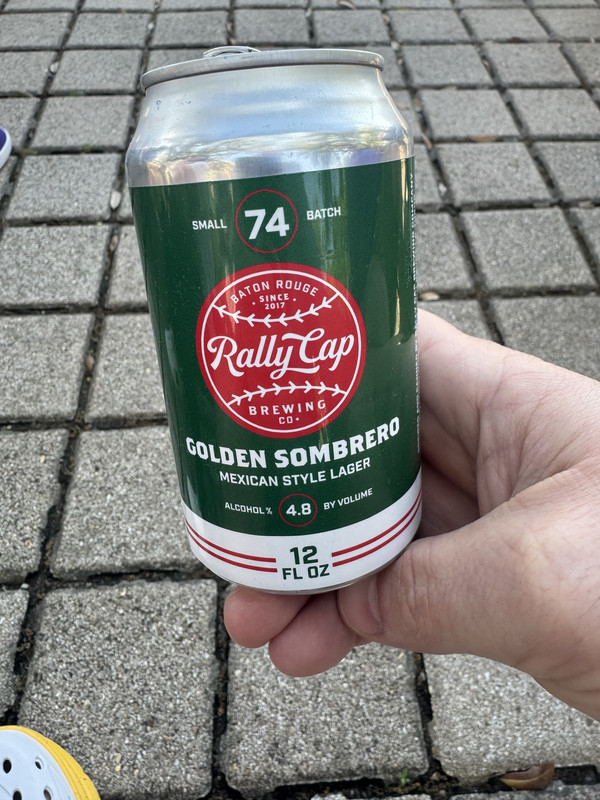 SMALL 74 BATCH
BATON ROUGE
SINCE
2017
Rally Cap
BREWING
CO
GOLDEN SOMBRERO
MEXICAN STYLE LAGER
ALCOHOL % 4.8 BY VOLUME
12
FL OZ